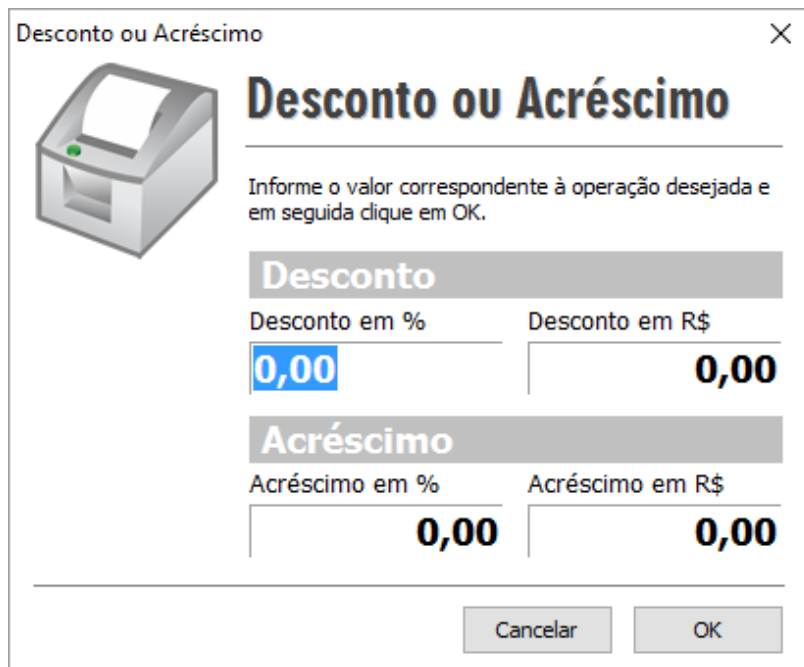 Desconto ou Acréscimo
Desconto ou Acréscimo
Informe o valor correspondente à operação desejada e
em seguida clique em OK.
Desconto
Desconto em % Desconto em R$
0,00 0,00
Acréscimo
Acréscimo em % Acréscimo em R$
0,00 0,00
Cancelar OK